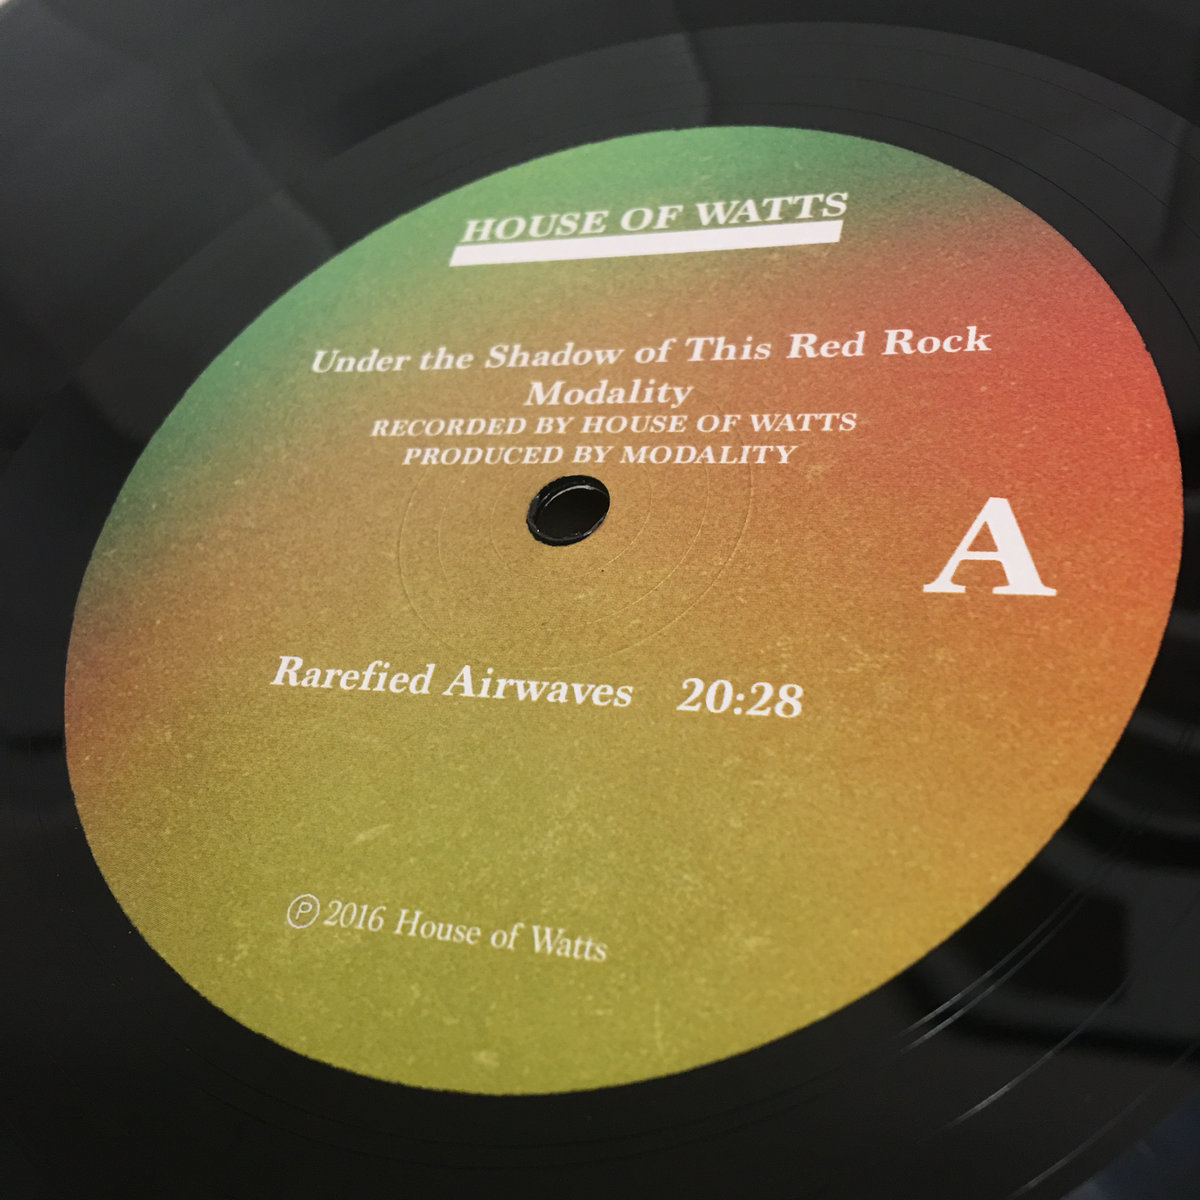 HOUSE OF WATTS
Under the Shadow of This Red Rock
Modality
RECORDED BY HOUSE OF WATTS
PRODUCED BY MODALITY
A
Rarefied Airwaves 20:28
Ⓟ 2016 House of Watts